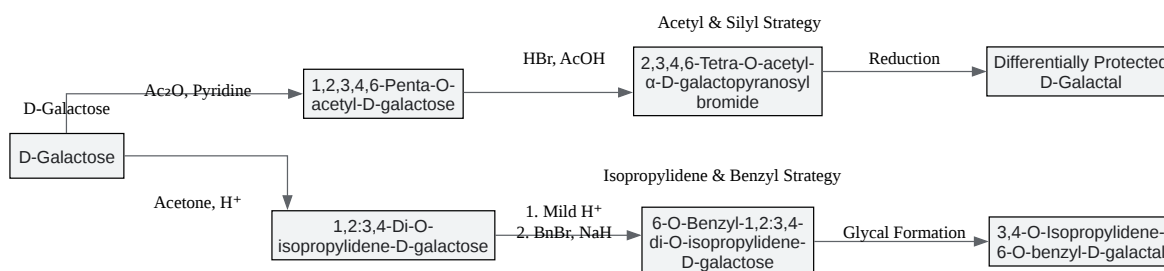 Acetyl & Silyl Strategy
D-Galactose
Ac₂O, Pyridine
1,2,3,4,6-Penta-O-
acetyl-D-galactose
HBr, AcOH
2,3,4,6-Tetra-O-acetyl-
α-D-galactopyranosyl
bromide
Reduction
Differentially Protected
D-Galactal
D-Galactose
Isopropylidene & Benzyl Strategy
Acetone, H⁺
1,2:3,4-Di-O-
isopropylidene-D-galactose
1. Mild H⁺
2. BnBr, NaH
6-O-Benzyl-1,2:3,4-
di-O-isopropylidene-
D-galactose
Glycal Formation
3,4-O-Isopropylidene-
6-O-benzyl-D-galactal